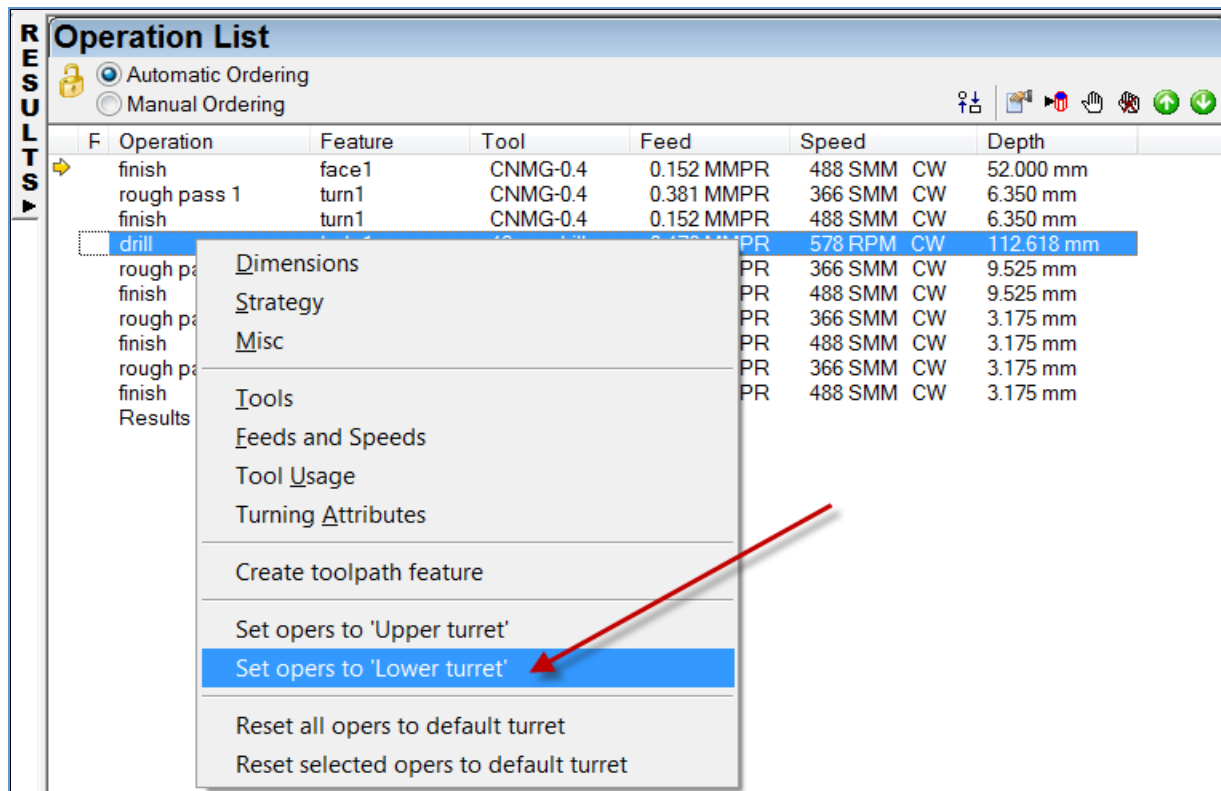 RESULTS
Operation List
Automatic Ordering
Manual Ordering
F Operation Feature Tool Feed Speed Depth
finish face1 CNMG-0.4 0.152 MMPR 488 SMM CW 52.000 mm
rough pass 1 turn1 CNMG-0.4 0.381 MMPR 366 SMM CW 6.350 mm
finish turn1 CNMG-0.4 0.152 MMPR 488 SMM CW 6.350 mm
drill 578 RPM CW 112.618 mm
rough PR 366 SMM CW 9.525 mm
finish PR 488 SMM CW 9.525 mm
rough PR 366 SMM CW 3.175 mm
finish PR 488 SMM CW 3.175 mm
rough PR 366 SMM CW 3.175 mm
finish PR 488 SMM CW 3.175 mm
Results
Dimensions
Strategy
Misc
Tools
Feeds and Speeds
Tool Usage
Turning Attributes
Create toolpath feature
Set opers to 'Upper turret'
Set opers to 'Lower turret'
Reset all opers to default turret
Reset selected opers to default turret